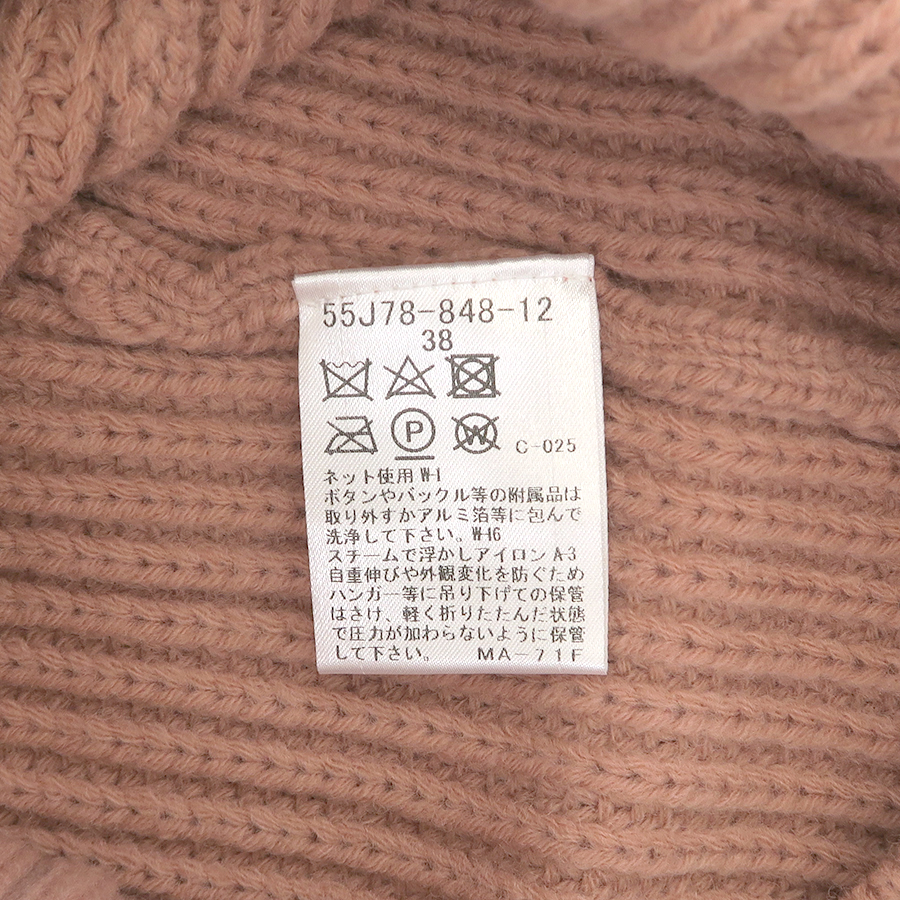 55J78-848-12
38
P W C-025
ネット使用 W-1
ボタンやバックル等の附属品は
取り外すかアルミ箔等に包んで
洗浄して下さい。W-16
スチームで浮かしアイロン A-3
自重伸びや外観変化を防ぐため
ハンガー等に吊り下げての保管
はさけ、軽く折りたたんだ状態
で圧力が加わらないように保管
して下さい。 MA-71F